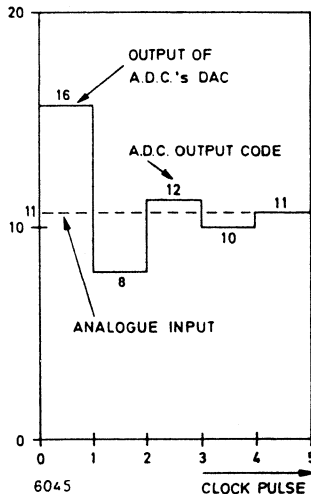 20
OUTPUT OF
A.D.C.'s DAC
16
A.D.C. OUTPUT CODE
12
11
11
10
10
8
ANALOGUE INPUT
0
0 1 2 3 4 5
6045
CLOCK PULSE